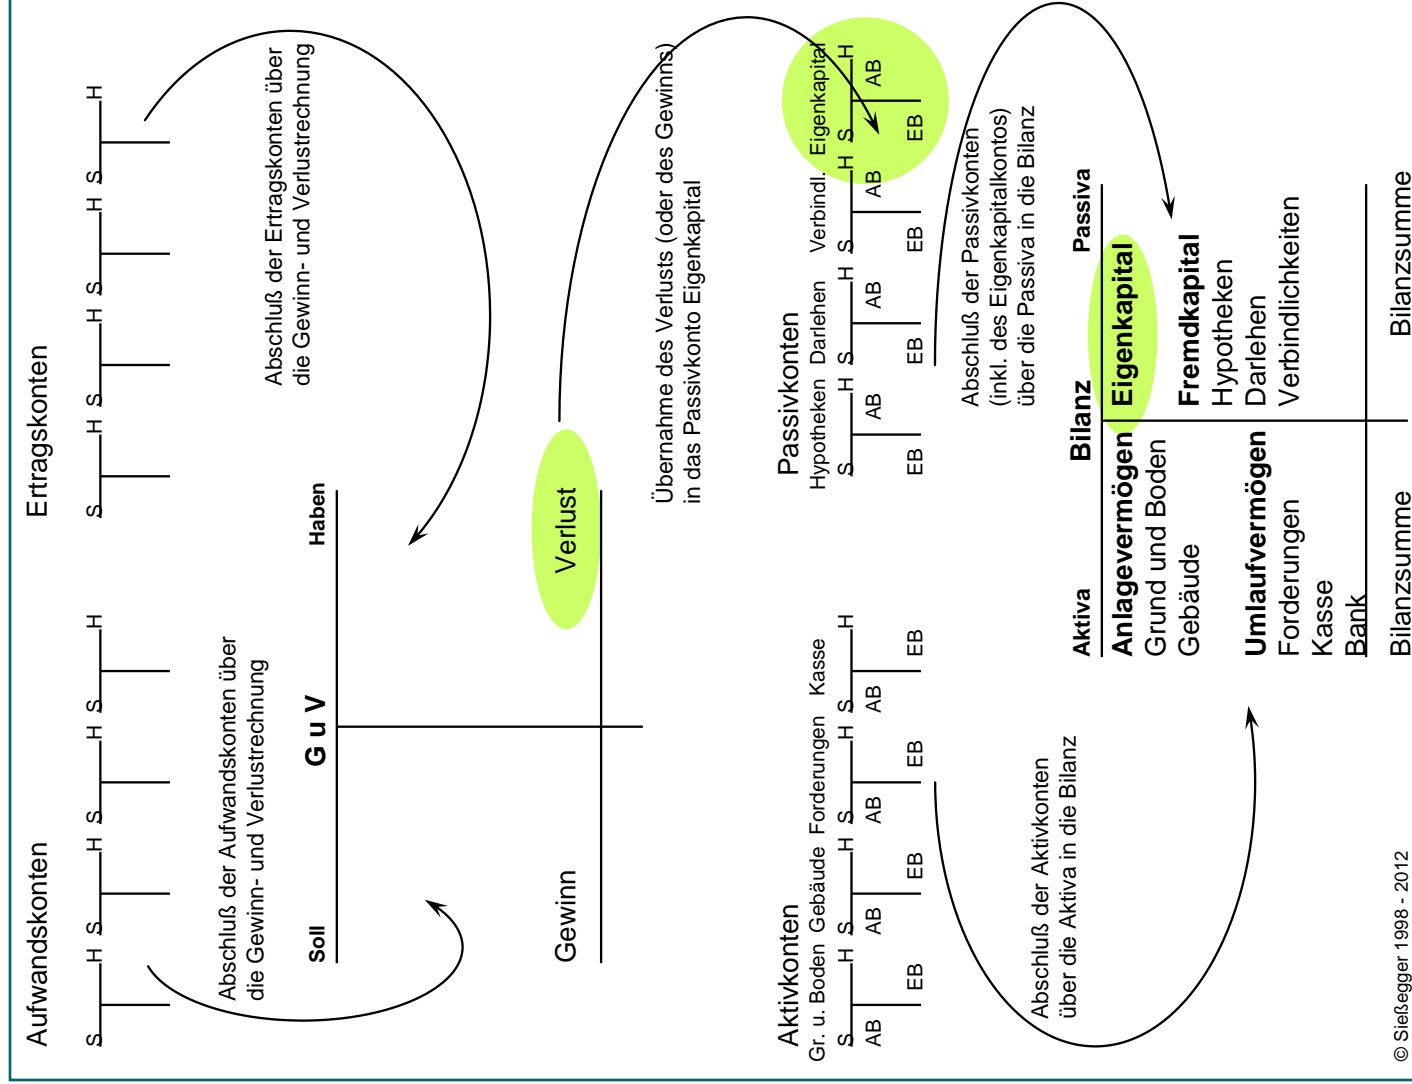 Aufwandskonten
Ertragskonten
S H S H S H S H
S H S H S H S H
Abschluß der Aufwandskonten über
die Gewinn- und Verlustrechnung
Abschluß der Ertragskonten über
die Gewinn- und Verlustrechnung
Soll
G u V
Haben
Gewinn
Verlust
Übernahme des Verlusts (oder des Gewinns)
in das Passivkonto Eigenkapital
Aktivkonten
Gr. u. Boden Gebäude Forderungen Kasse
S H S H S H S H
AB AB AB AB
EB EB EB EB
Passivkonten
Hypotheken Darlehen Verbindl. Eigenkapital
S H S H S H S H
AB AB AB AB
EB EB EB EB
Abschluß der Aktivkonten
über die Aktiva in die Bilanz
Abschluß der Passivkonten
(inkl. des Eigenkapitalkontos)
über die Passiva in die Bilanz
Aktiva
Bilanz
Passiva
Anlagevermögen
Grund und Boden
Gebäude
Umlaufvermögen
Forderungen
Kasse
Bank
Bilanzsumme
Eigenkapital
Fremdkapital
Hypotheken
Darlehen
Verbindlichkeiten
Bilanzsumme
© Sießegger 1998 - 2012